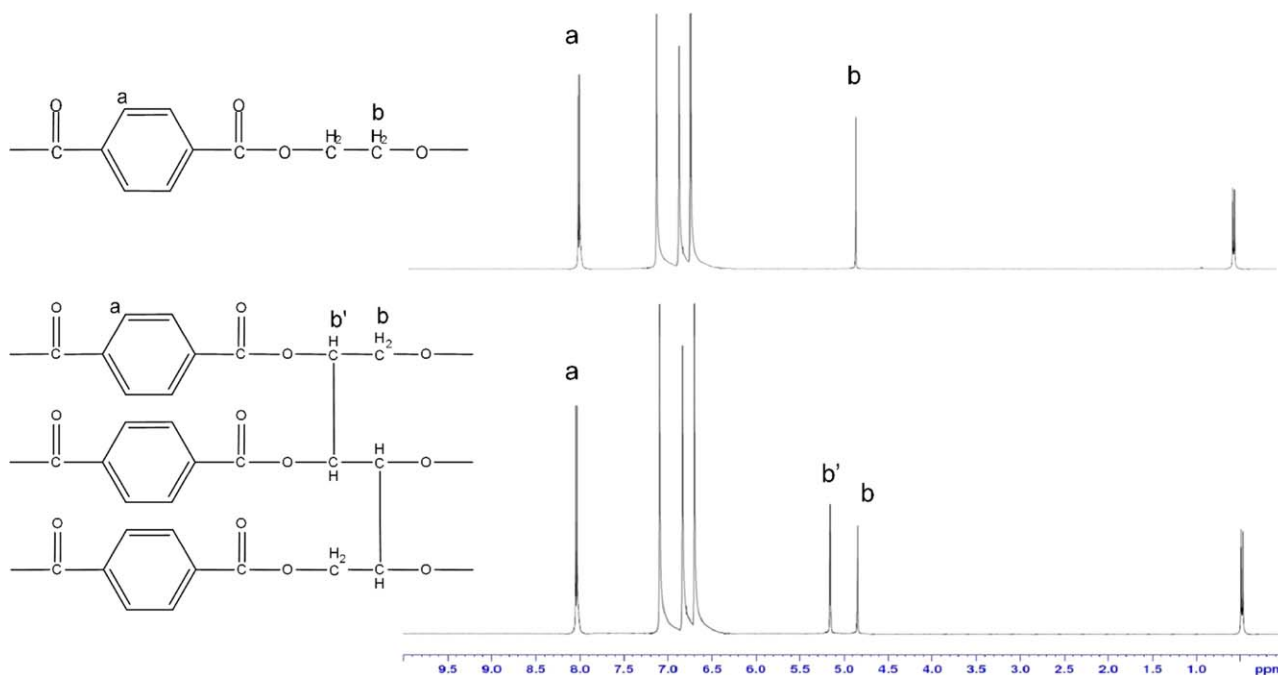 a
b
O a O b
H2 H2
C C O C C O
a
b' b
O a O H H2
C C O C C O
O O H
C C O C C O
H
O O H2
C C O C C O
H
a
b'
b
9.5 9.0 8.5 8.0 7.5 7.0 6.5 6.0 5.5 5.0 4.5 4.0 3.5 3.0 2.5 2.0 1.5 1.0 ppm